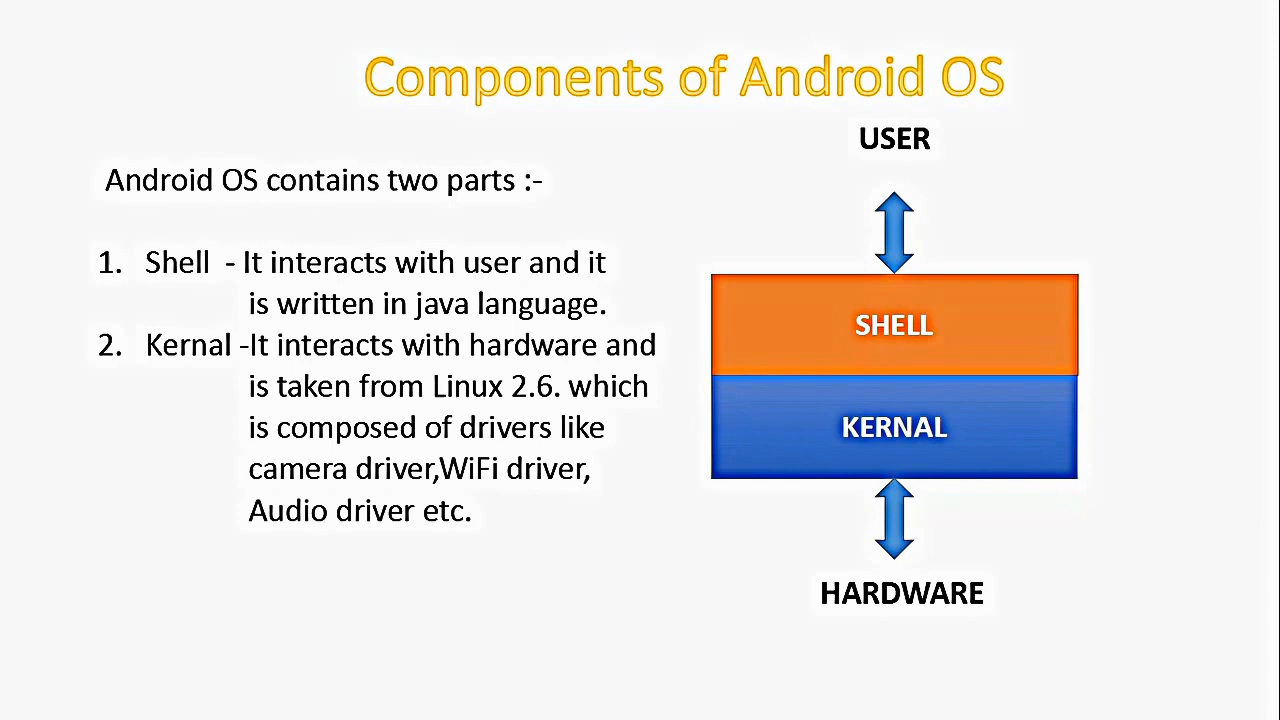 Components of Android OS
USER
Android OS contains two parts :-
1. Shell - It interacts with user and it
is written in java language.
2. Kernal -It interacts with hardware and
is taken from Linux 2.6. which
is composed of drivers like
camera driver,WiFi driver,
Audio driver etc.
SHELL
KERNAL
HARDWARE